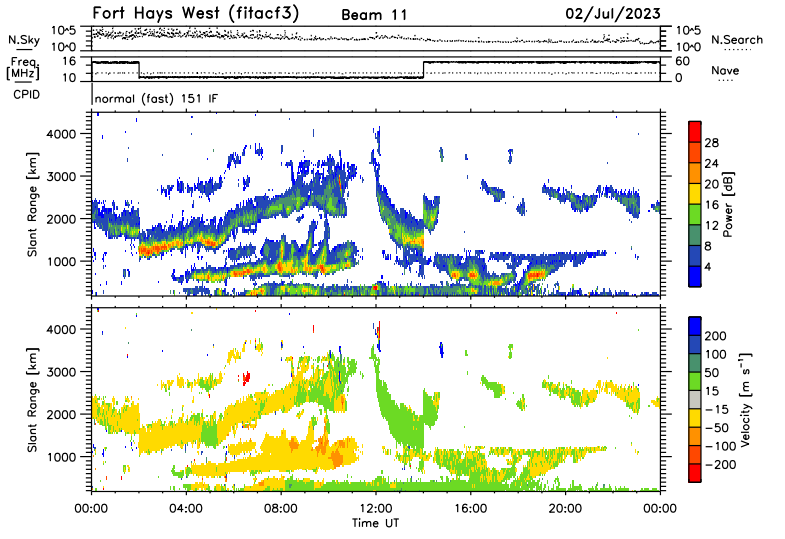 Fort Hays West (fitacf3) Beam 11 02/Jul/2023
N.Sky 10^5 10^0 10^5 10^0 N.Search
Freq. [MHz] 16 10 60 0 Nave
CPID normal (fast) 151 IF
Slant Range [km] 4000 3000 2000 1000
Power [dB] 28 24 20 16 12 8 4
Slant Range [km] 4000 3000 2000 1000
Velocity [m s⁻¹] 200 100 50 15 −15 −50 −100 −200
00:00 04:00 08:00 12:00 16:00 20:00 00:00
Time UT